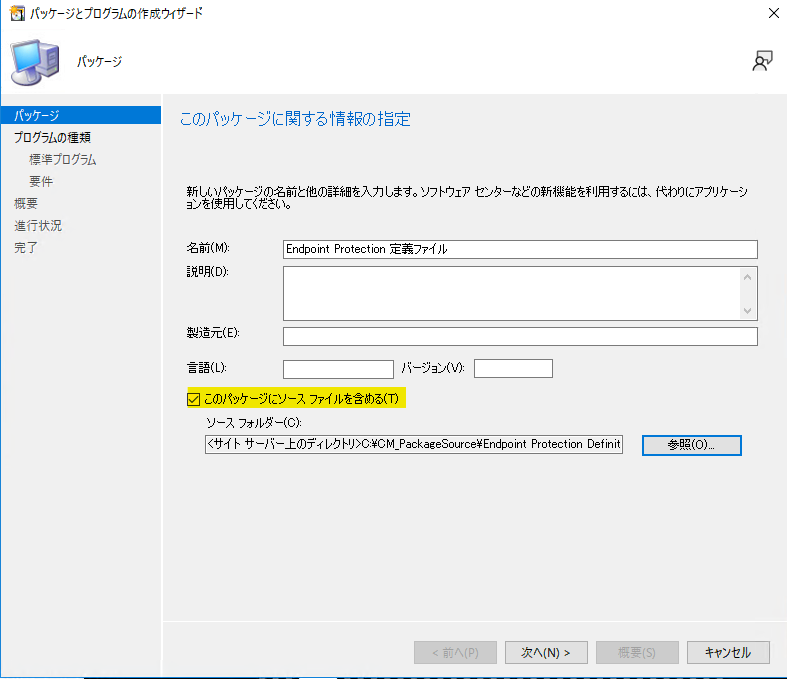 パッケージとプログラムの作成ウィザード
パッケージ
パッケージ
プログラムの種類
標準プログラム
要件
概要
進行状況
完了
このパッケージに関する情報の指定
新しいパッケージの名前と他の詳細を入力します。ソフトウェア センターなどの新機能を利用するには、代わりにアプリケーシ
ョンを使用してください。
名前(M): Endpoint Protection 定義ファイル
説明(D):
製造元(E):
言語(L): バージョン(V):
このパッケージにソース ファイルを含める(T)
ソース フォルダー(C):
<サイト サーバー上のディレクトリ>C:¥CM_PackageSource¥Endpoint Protection Definit 参照(O)...
< 前へ(P) 次へ(N) > 概要(S) キャンセル